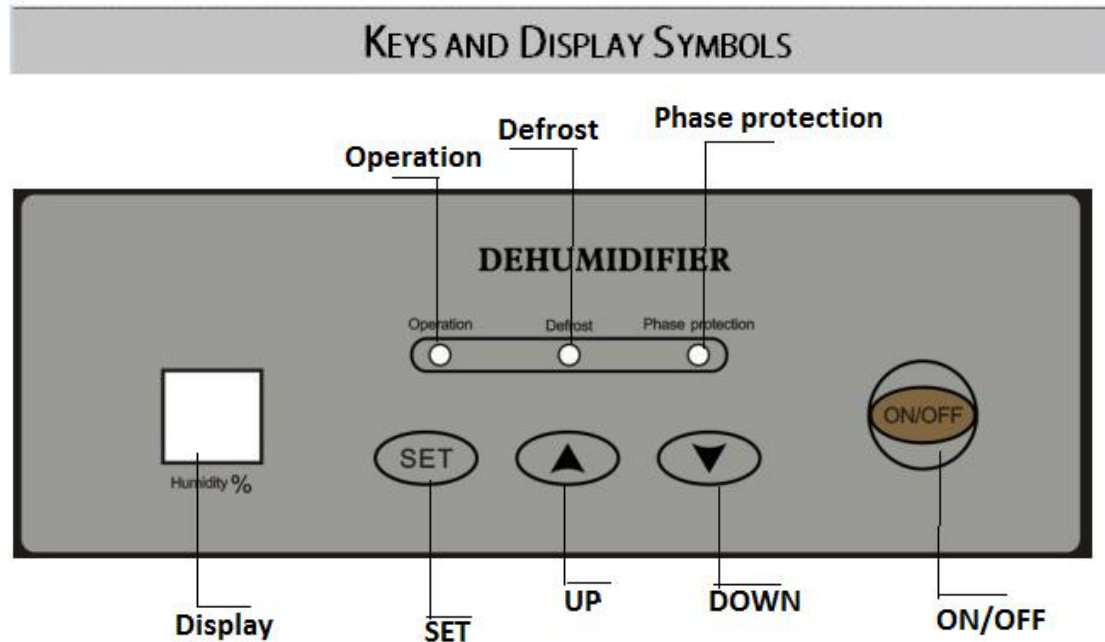 KEYS AND DISPLAY SYMBOLS
Phase protection
Defrost
Operation
DEHUMIDIFIER
Operation Defrost Phase protection
ON/OFF
SET
Humidity %
UP DOWN
Display SET ON/OFF